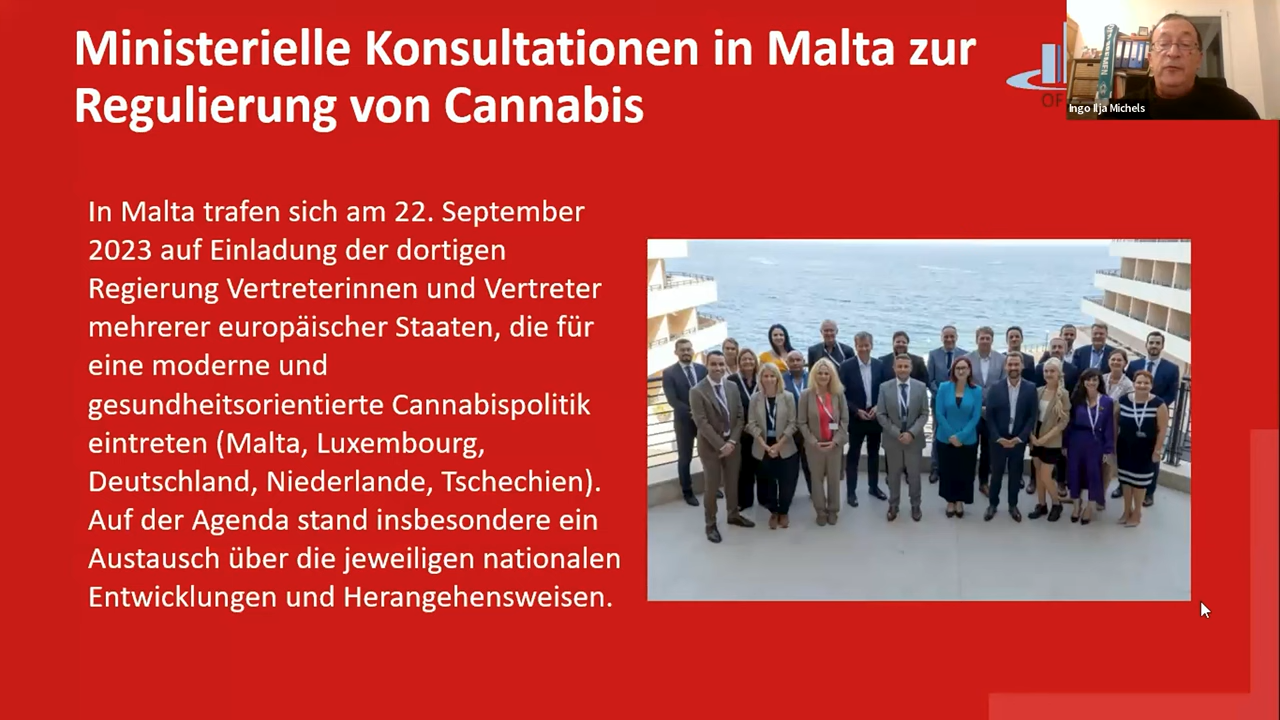 Ministerielle Konsultationen in Malta zur
Regulierung von Cannabis
OF
Ingo Ilja Michels
In Malta trafen sich am 22. September
2023 auf Einladung der dortigen
Regierung Vertreterinnen und Vertreter
mehrerer europäischer Staaten, die für
eine moderne und
gesundheitsorientierte Cannabispolitik
eintreten (Malta, Luxembourg,
Deutschland, Niederlande, Tschechien).
Auf der Agenda stand insbesondere ein
Austausch über die jeweiligen nationalen
Entwicklungen und Herangehensweisen.